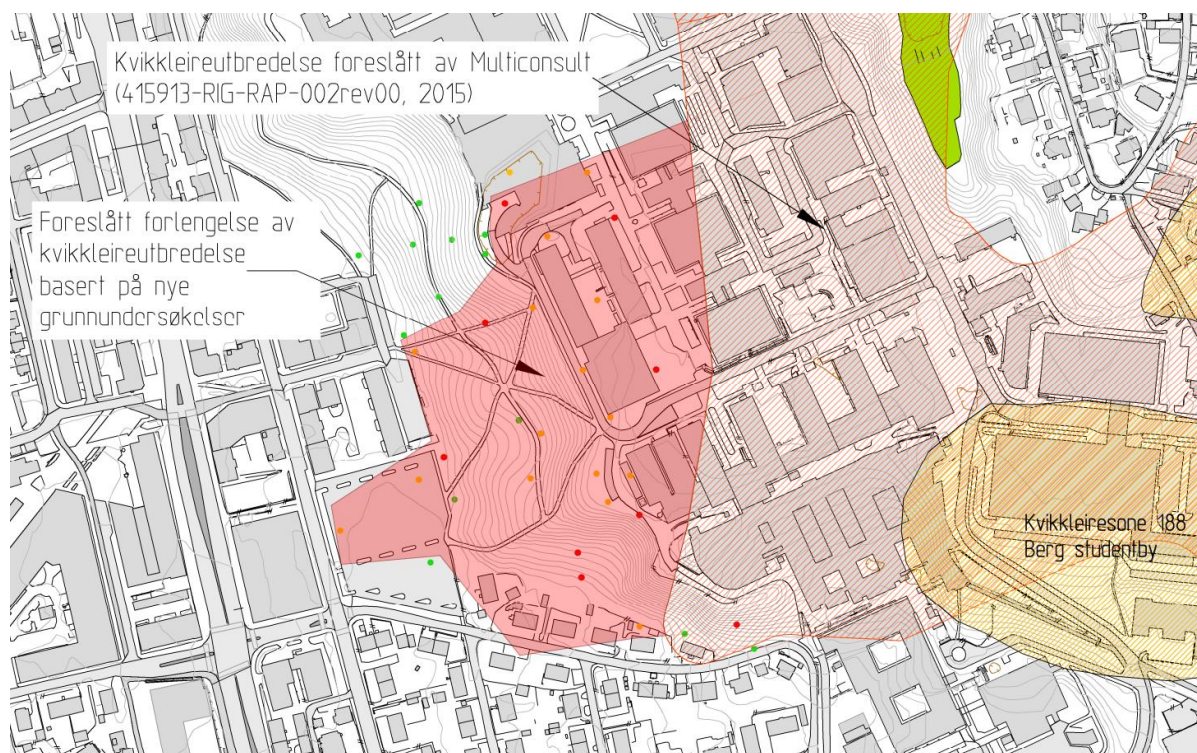 Kvikkleireutbredelse foreslått av Multiconsult
(415913-RIG-RAP-002rev00, 2015)
Foreslått forlengelse av
kvikkleireutbredelse
basert på nye
grunnundersøkelser
Kvikkleiresone 188
Berg studentby